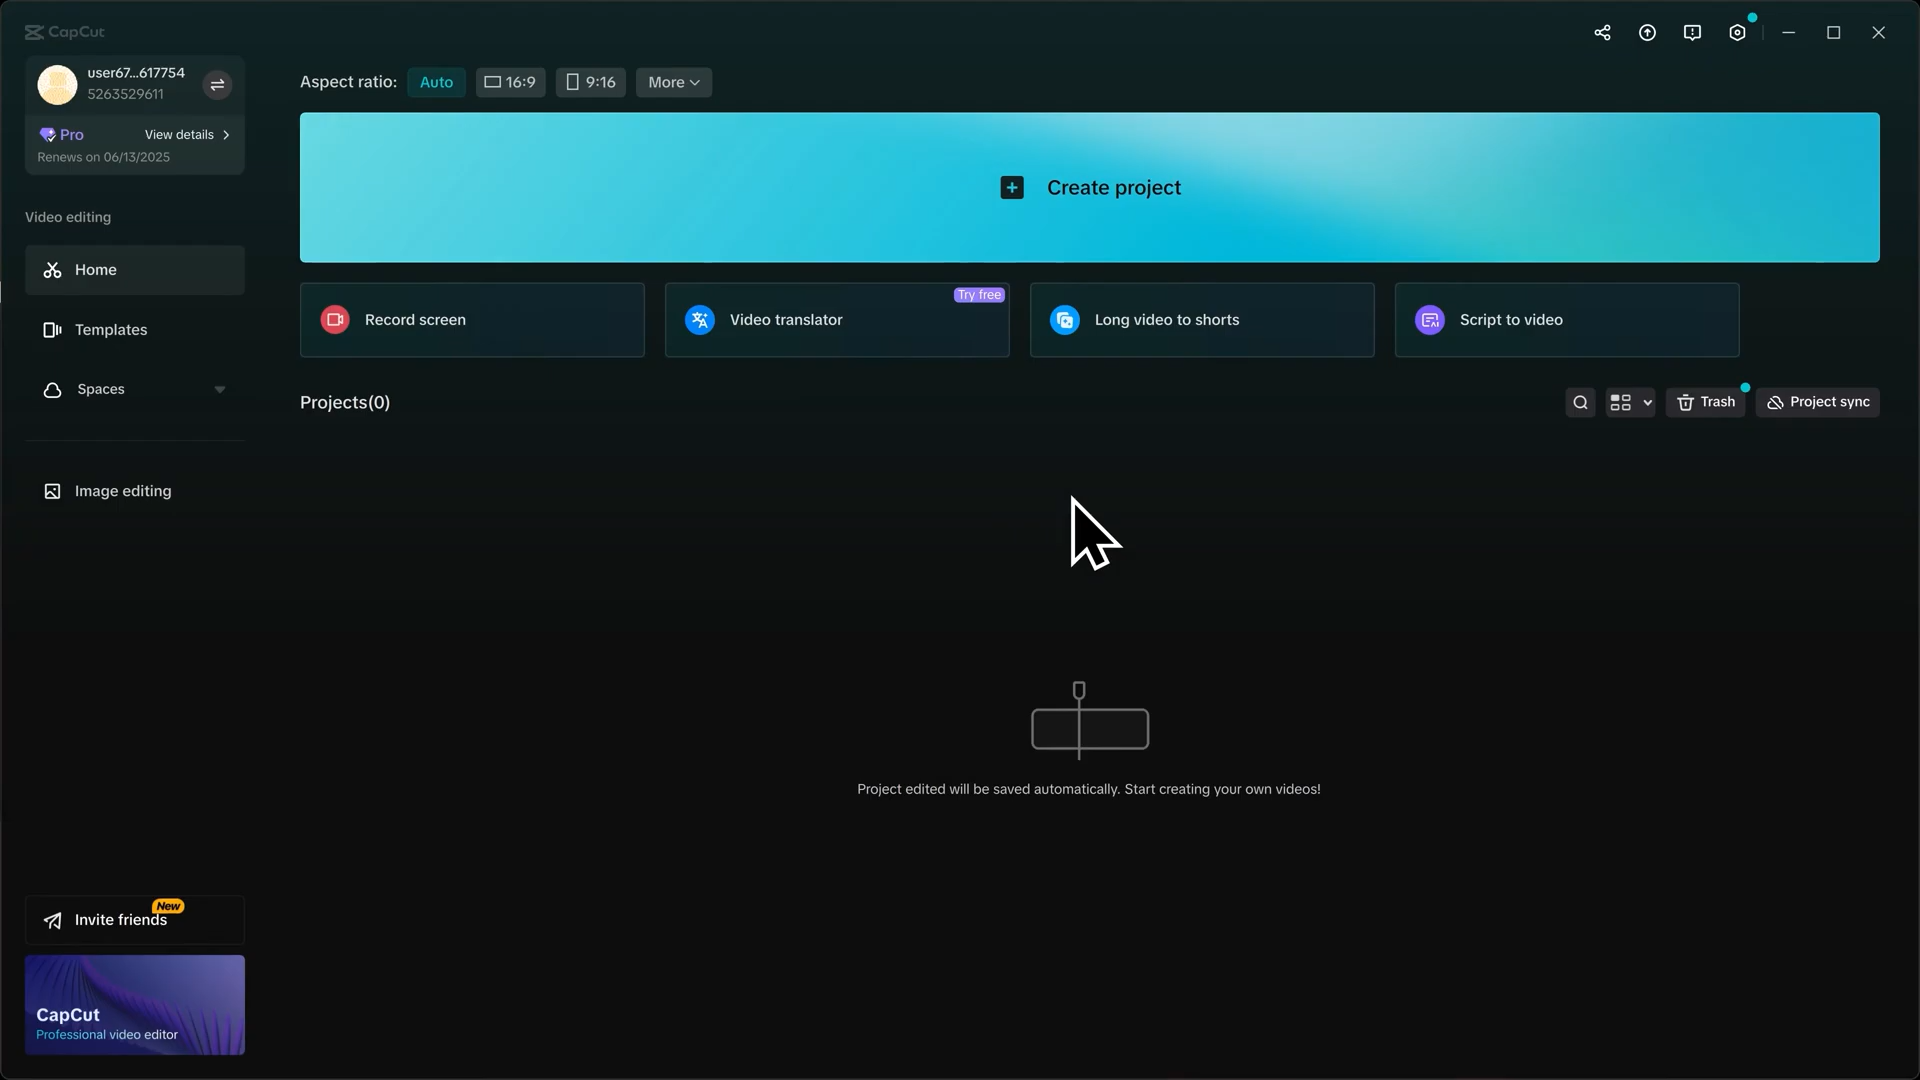 CapCut
user67...617754
5263529611
Pro
View details
Renews on 06/13/2025
Video editing
Home
Templates
Spaces
Image editing
Invite friends
New
CapCut
Professional video editor
Aspect ratio: Auto 16:9 9:16 More
Create project
Record screen
Video translator
Try free
Long video to shorts
Script to video
Projects(0)
Trash
Project sync
Project edited will be saved automatically. Start creating your own videos!